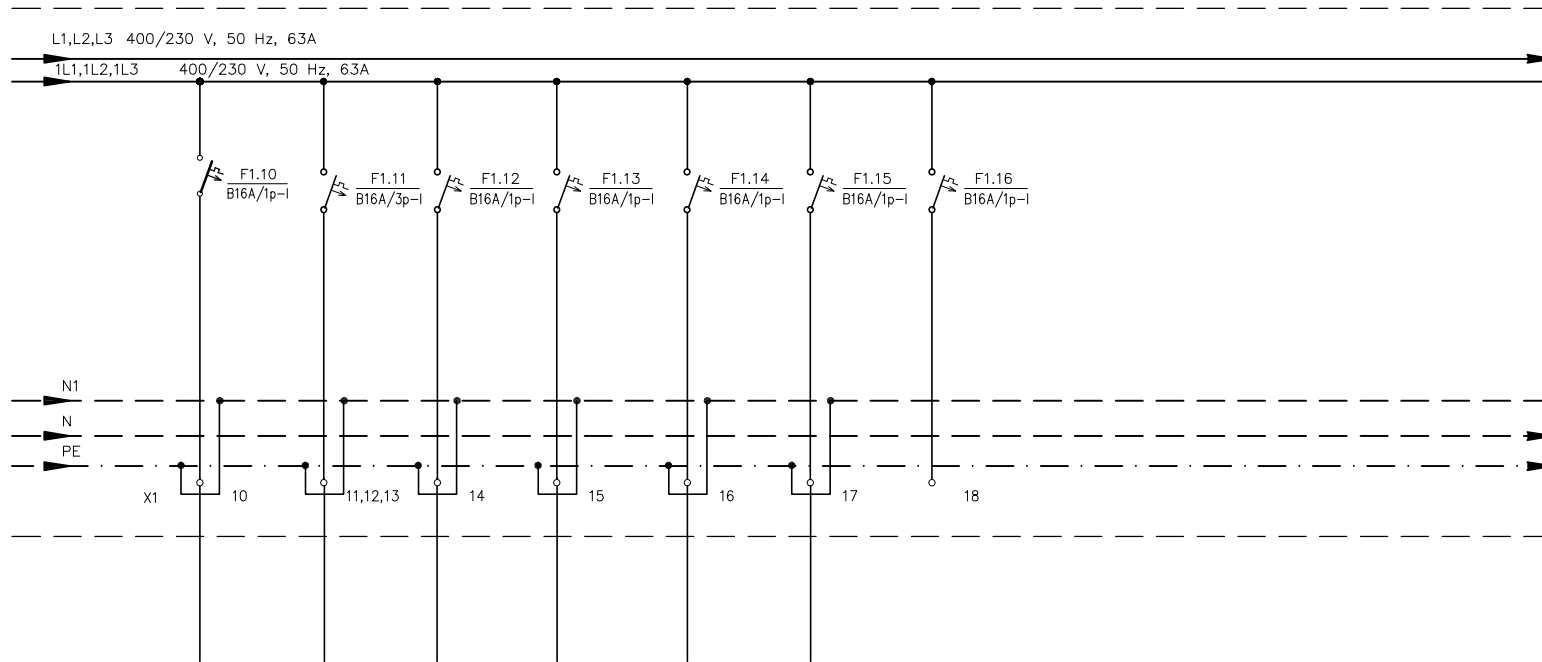 L1,L2,L3 400/230 V, 50 Hz, 63A
1L1,1L2,1L3 400/230 V, 50 Hz, 63A
F1.10
B16A/1p-I
F1.11
B16A/3p-I
F1.12
B16A/1p-I
F1.13
B16A/1p-I
F1.14
B16A/1p-I
F1.15
B16A/1p-I
F1.16
B16A/1p-I
N1
N
PE
X1 10 11,12,13 14 15 16 17 18